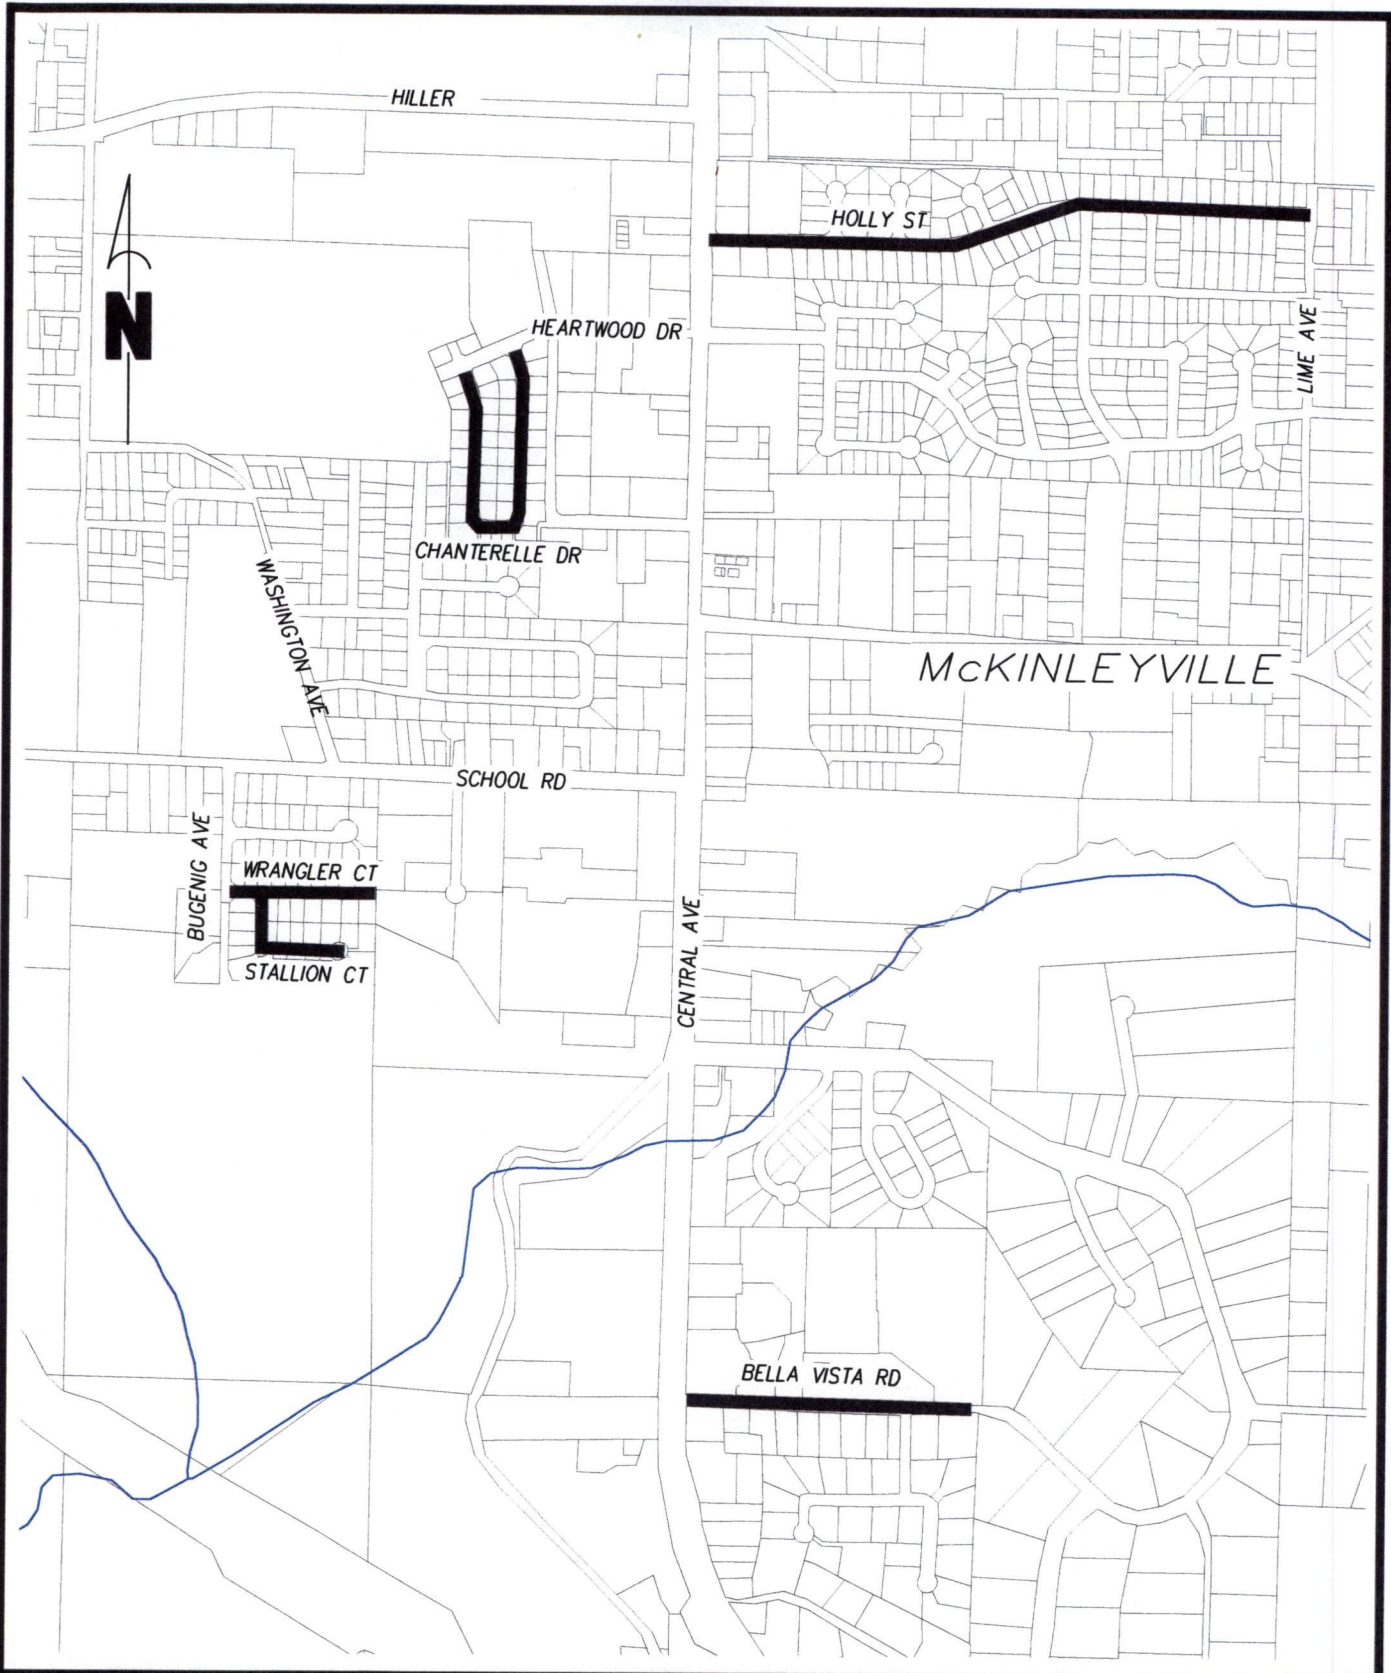 HILLER
HOLLY ST
N
HEARTWOOD DR
LIME AVE
CHANTERELLE DR
WASHINGTON AVE
McKINLEYVILLE
SCHOOL RD
BUGENIG AVE
WRANGLER CT
CENTRAL AVE
STALLION CT
BELLA VISTA RD